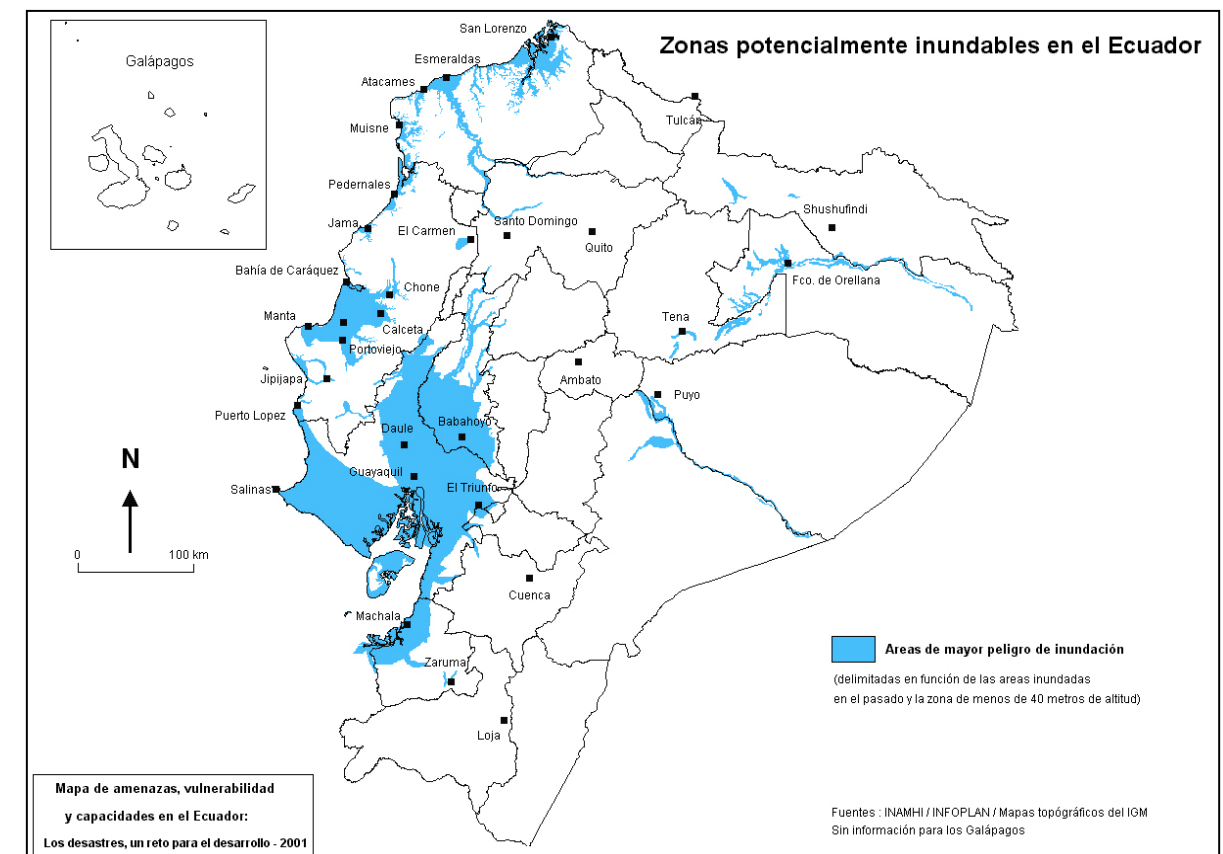 Zonas potencialmente inundables en el Ecuador
Galápagos
San Lorenzo
Esmeraldas
Atacames
Muisne
Tulcán
Pedernales
Jama
El Carmen
Santo Domingo
Quito
Shushufindi
Bahía de Caráquez
Chone
Fco. de Orellana
Manta
Calceta
Portoviejo
Tena
Jipijapa
Ambato
Puyo
Puerto Lopez
Daule
Babahoyo
Guayaquil
El Triunfo
Salinas
N
0 100 km
Cuenca
Machala
Zaruma
Loja
Areas de mayor peligro de inundación
(delimitadas en función de las areas inundadas
en el pasado y la zona de menos de 40 metros de altitud)
Mapa de amenazas, vulnerabilidad
y capacidades en el Ecuador:
Los desastres, un reto para el desarrollo - 2001
Fuentes : INAMHI / INFOPLAN / Mapas topógráficos del IGM
Sin información para los Galápagos